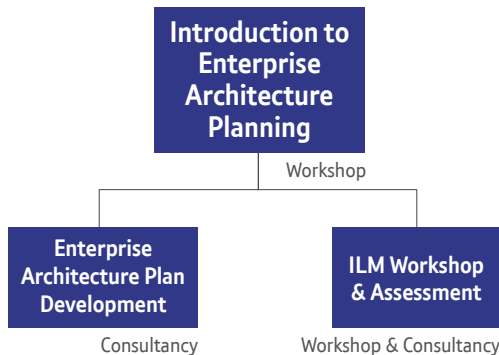 Introduction to
Enterprise
Architecture
Planning
Workshop
Enterprise
Architecture Plan
Development
Consultancy
ILM Workshop
& Assessment
Workshop & Consultancy